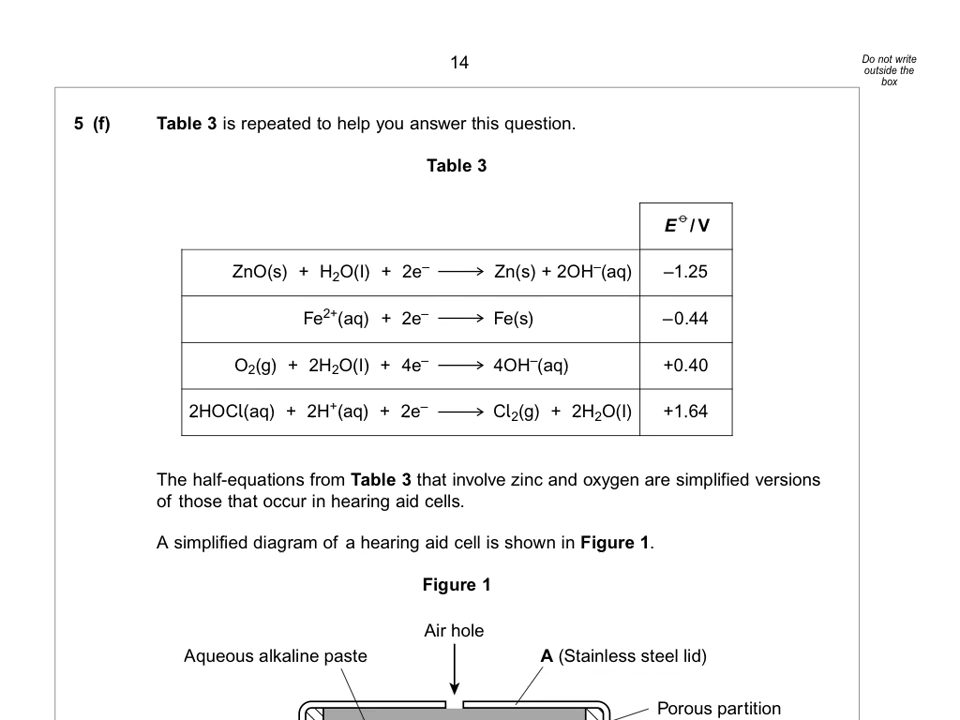 14
Do not write
outside the
box
5 (f) Table 3 is repeated to help you answer this question.
Table 3
E⦵ / V
ZnO(s) + H₂O(l) + 2e⁻ ⟶ Zn(s) + 2OH⁻(aq) –1.25
Fe²⁺(aq) + 2e⁻ ⟶ Fe(s) –0.44
O₂(g) + 2H₂O(l) + 4e⁻ ⟶ 4OH⁻(aq) +0.40
2HOCl(aq) + 2H⁺(aq) + 2e⁻ ⟶ Cl₂(g) + 2H₂O(l) +1.64
The half-equations from Table 3 that involve zinc and oxygen are simplified versions
of those that occur in hearing aid cells.
A simplified diagram of a hearing aid cell is shown in Figure 1.
Figure 1
Air hole
Aqueous alkaline paste A (Stainless steel lid)
Porous partition